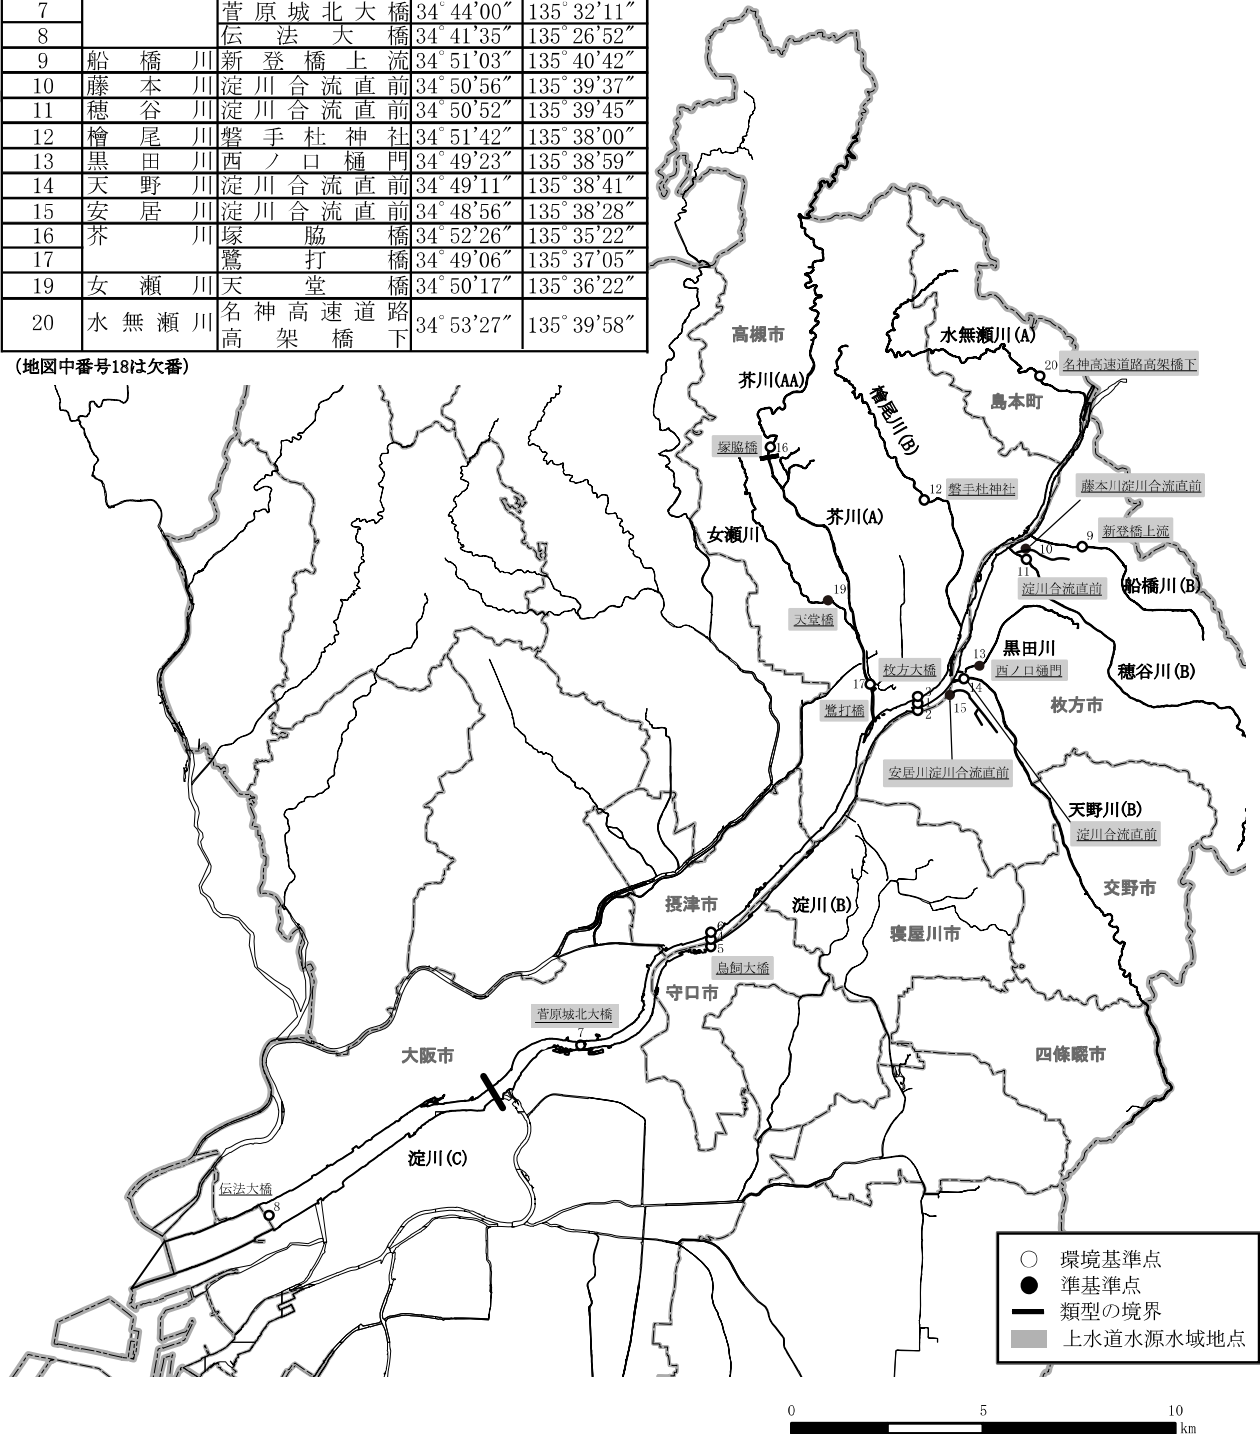 7 菅原城北大橋 34°44'00″ 135°32'11″
8 伝法大橋 34°41'35″ 135°26'52″
9 船橋川 新登橋上流 34°51'03″ 135°40'42″
10 藤本川 淀川合流直前 34°50'56″ 135°39'37″
11 穂谷川 淀川合流直前 34°50'52″ 135°39'45″
12 檜尾川 磐手杜神社 34°51'42″ 135°38'00″
13 黒田川 西ノ口樋門 34°49'23″ 135°38'59″
14 天野川 淀川合流直前 34°49'11″ 135°38'41″
15 安居川 淀川合流直前 34°48'56″ 135°38'28″
16 芥川 塚脇橋 34°52'26″ 135°35'22″
17 鷺打橋 34°49'06″ 135°37'05″
19 女瀬川 天堂橋 34°50'17″ 135°36'22″
20 水無瀬川 名神高速道路
高架橋下 34°53'27″ 135°39'58″
(地図中番号18は欠番)
高槻市
水無瀬川(A)
20 名神高速道路高架橋下
芥川(AA)
島本町
檜尾川(B)
塚脇橋 16
12 磐手杜神社
藤本川淀川合流直前
芥川(A)
女瀬川
新登橋上流
9
10
11
淀川合流直前
船橋川(B)
19
天堂橋
黒田川
枚方大橋
13
西ノ口樋門
穂谷川(B)
17
14
鷺打橋
3
1
2
15
枚方市
安居川淀川合流直前
天野川(B)
淀川合流直前
交野市
摂津市
淀川(B)
寝屋川市
6
4
5
鳥飼大橋
守口市
菅原城北大橋
7
大阪市
四條畷市
淀川(C)
伝法大橋
8
環境基準点
準基準点
類型の境界
上水道水源水域地点
0 5 10
km